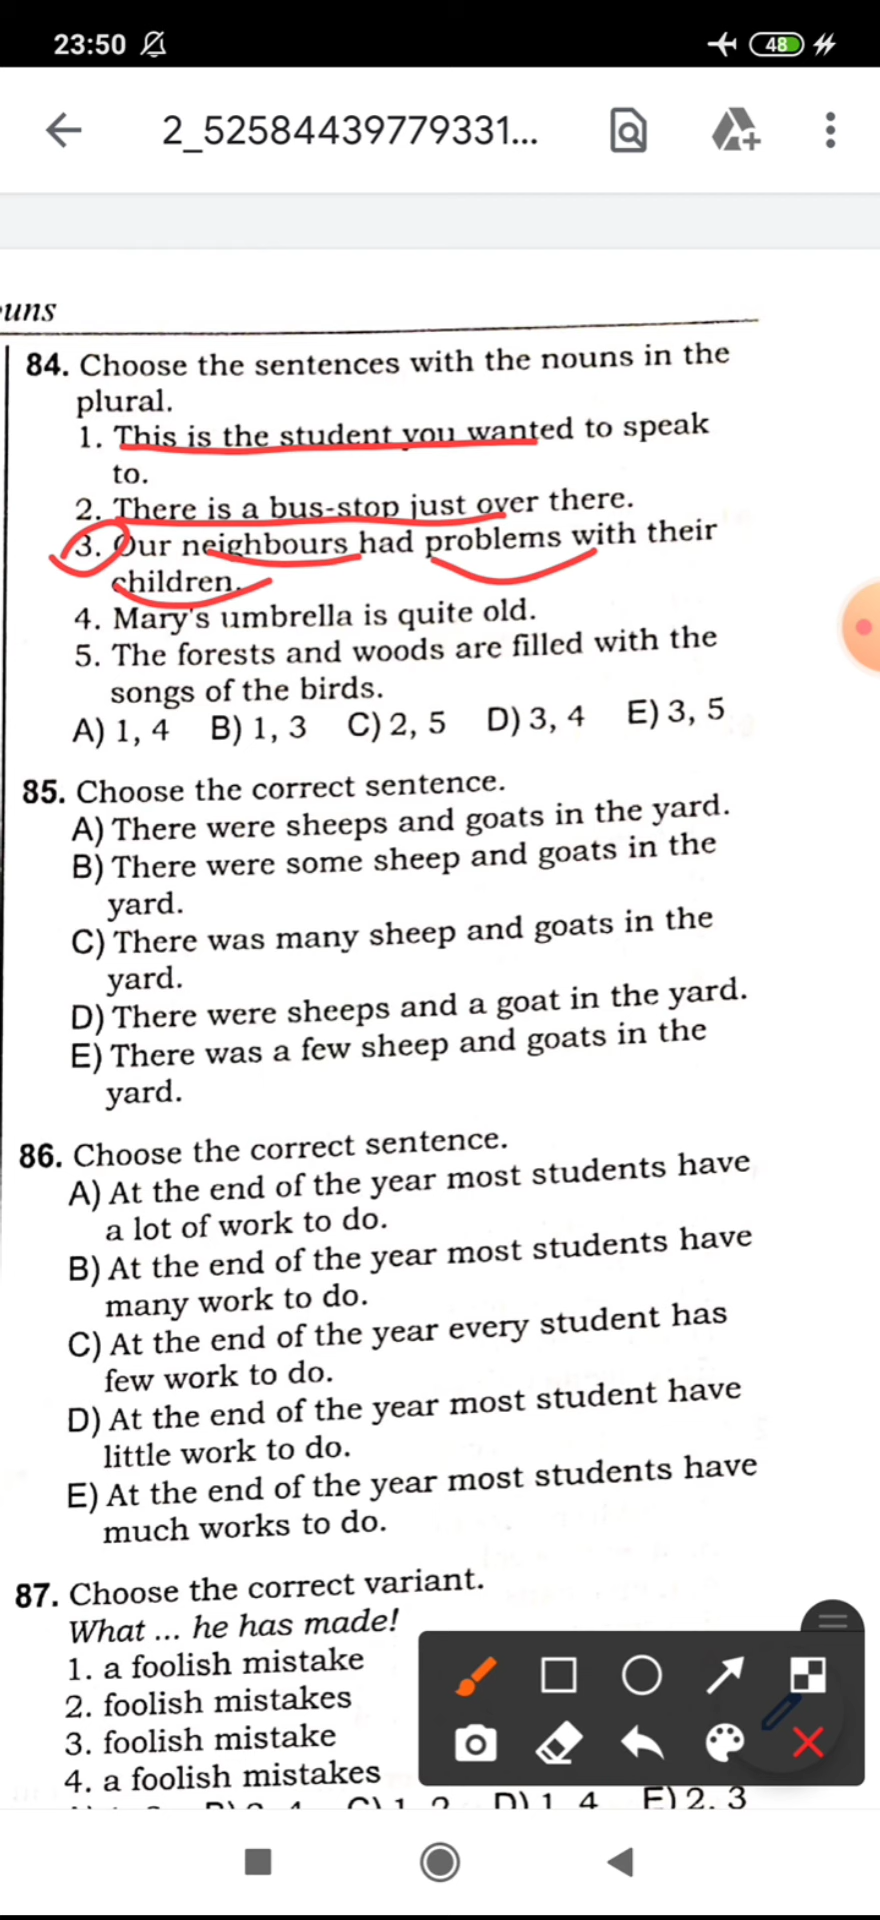 23:50
48
2_52584439779331...
uns
84. Choose the sentences with the nouns in the
plural.
1. This is the student you wanted to speak
to.
2. There is a bus-stop just over there.
3. Our neighbours had problems with their
children.
4. Mary's umbrella is quite old.
5. The forests and woods are filled with the
songs of the birds.
A) 1, 4 B) 1, 3 C) 2, 5 D) 3, 4 E) 3, 5
85. Choose the correct sentence.
A) There were sheeps and goats in the yard.
B) There were some sheep and goats in the
yard.
C) There was many sheep and goats in the
yard.
D) There were sheeps and a goat in the yard.
E) There was a few sheep and goats in the
yard.
86. Choose the correct sentence.
A) At the end of the year most students have
a lot of work to do.
B) At the end of the year most students have
many work to do.
C) At the end of the year every student has
few work to do.
D) At the end of the year most student have
little work to do.
E) At the end of the year most students have
much works to do.
87. Choose the correct variant.
What ... he has made!
1. a foolish mistake
2. foolish mistakes
3. foolish mistake
4. a foolish mistakes
C) 1 2 D) 1 4 E) 2, 3